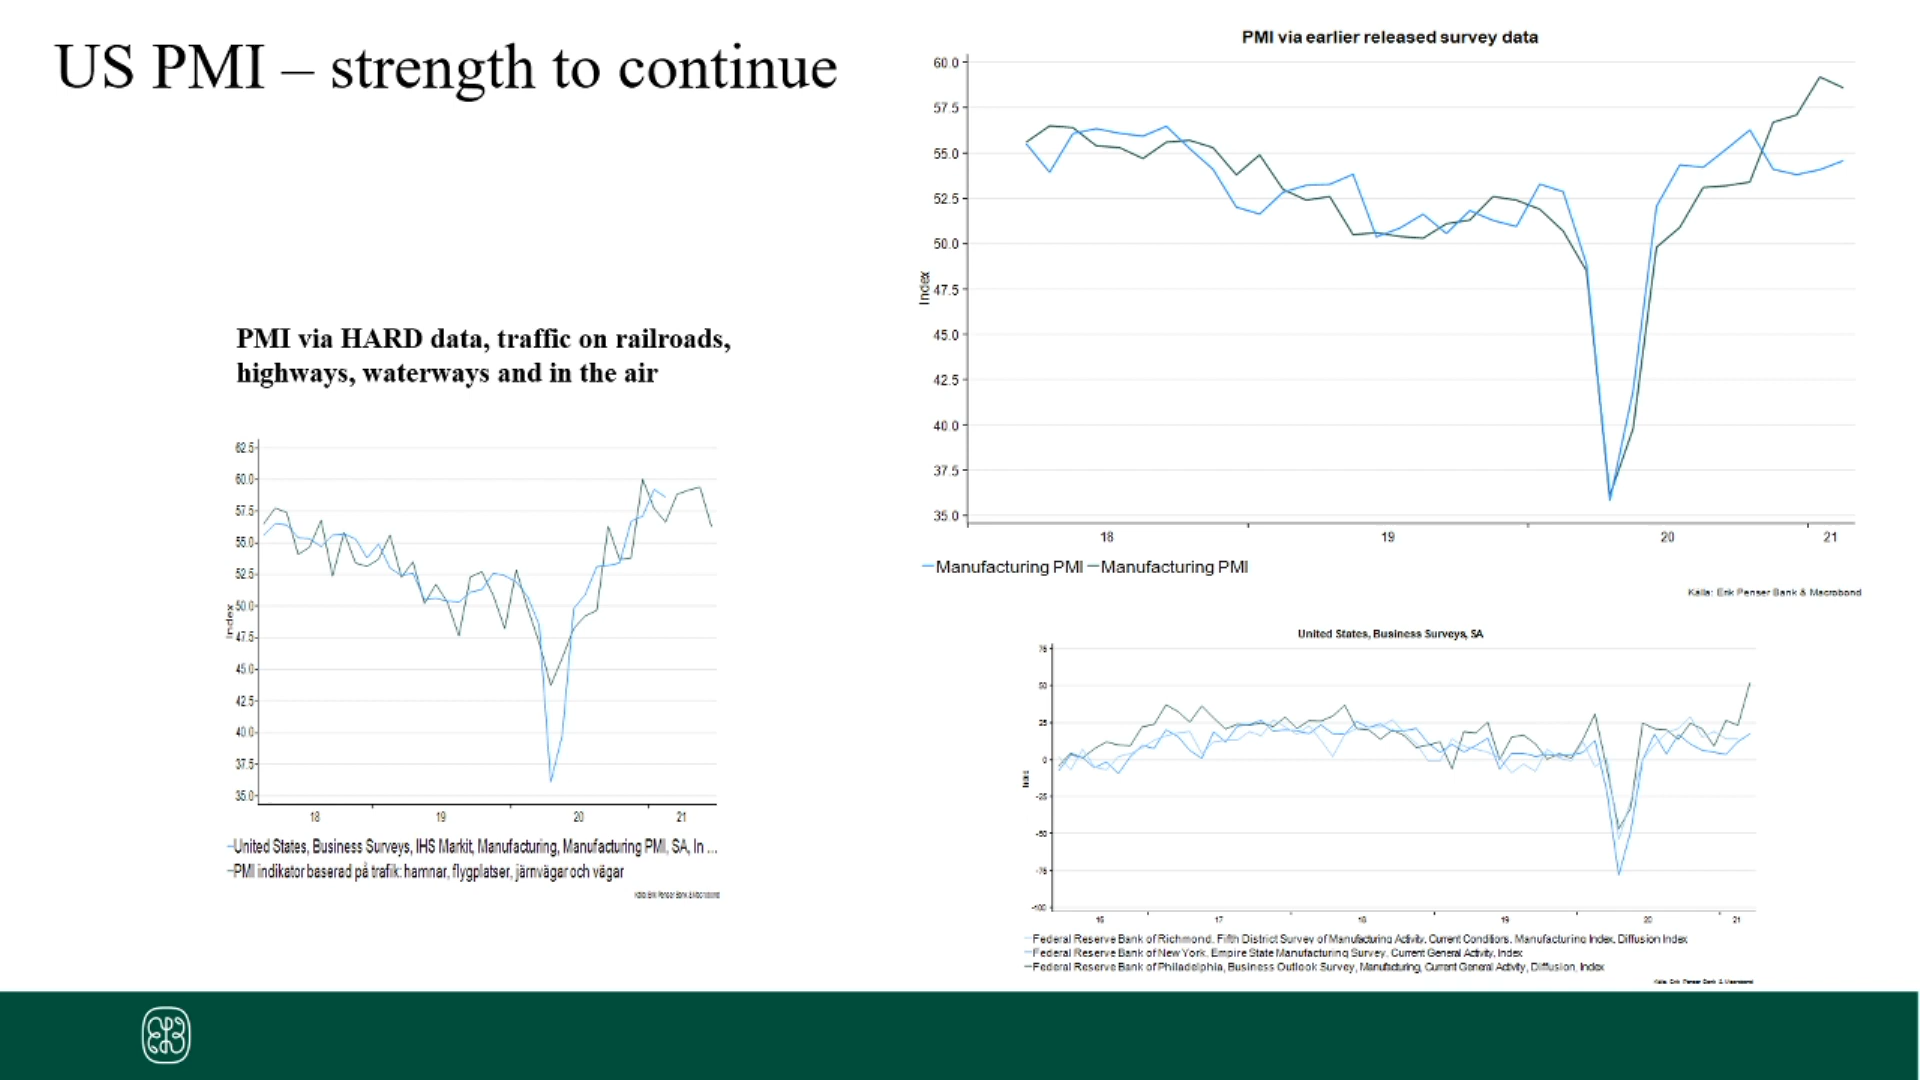 US PMI – strength to continue
PMI via HARD data, traffic on railroads,
highways, waterways and in the air
62.5
60.0
57.5
55.0
52.5
50.0
47.5
45.0
42.5
40.0
37.5
35.0
Index
18 19 20 21
United States, Business Surveys, IHS Markit, Manufacturing, Manufacturing PMI, SA, In ...
PMI indikator baserad på trafik: hamnar, flygplatser, järnvägar och vägar
PMI via earlier released survey data
60.0
57.5
55.0
52.5
50.0
47.5
45.0
42.5
40.0
37.5
35.0
Index
18 19 20 21
Manufacturing PMI Manufacturing PMI
Källa: Erik Penser Bank & Macrobond
United States, Business Surveys, SA
75
50
25
0
-25
-50
-75
-100
Index
16 17 18 19 20 21
Federal Reserve Bank of Richmond, Fifth District Survey of Manufacturing Activity, Current Conditions, Manufacturing Index, Diffusion Index
Federal Reserve Bank of New York, Empire State Manufacturing Survey, Current General Activity, Index
Federal Reserve Bank of Philadelphia, Business Outlook Survey, Manufacturing, Current General Activity, Diffusion, Index
Källa: Erik Penser Bank & Macrobond